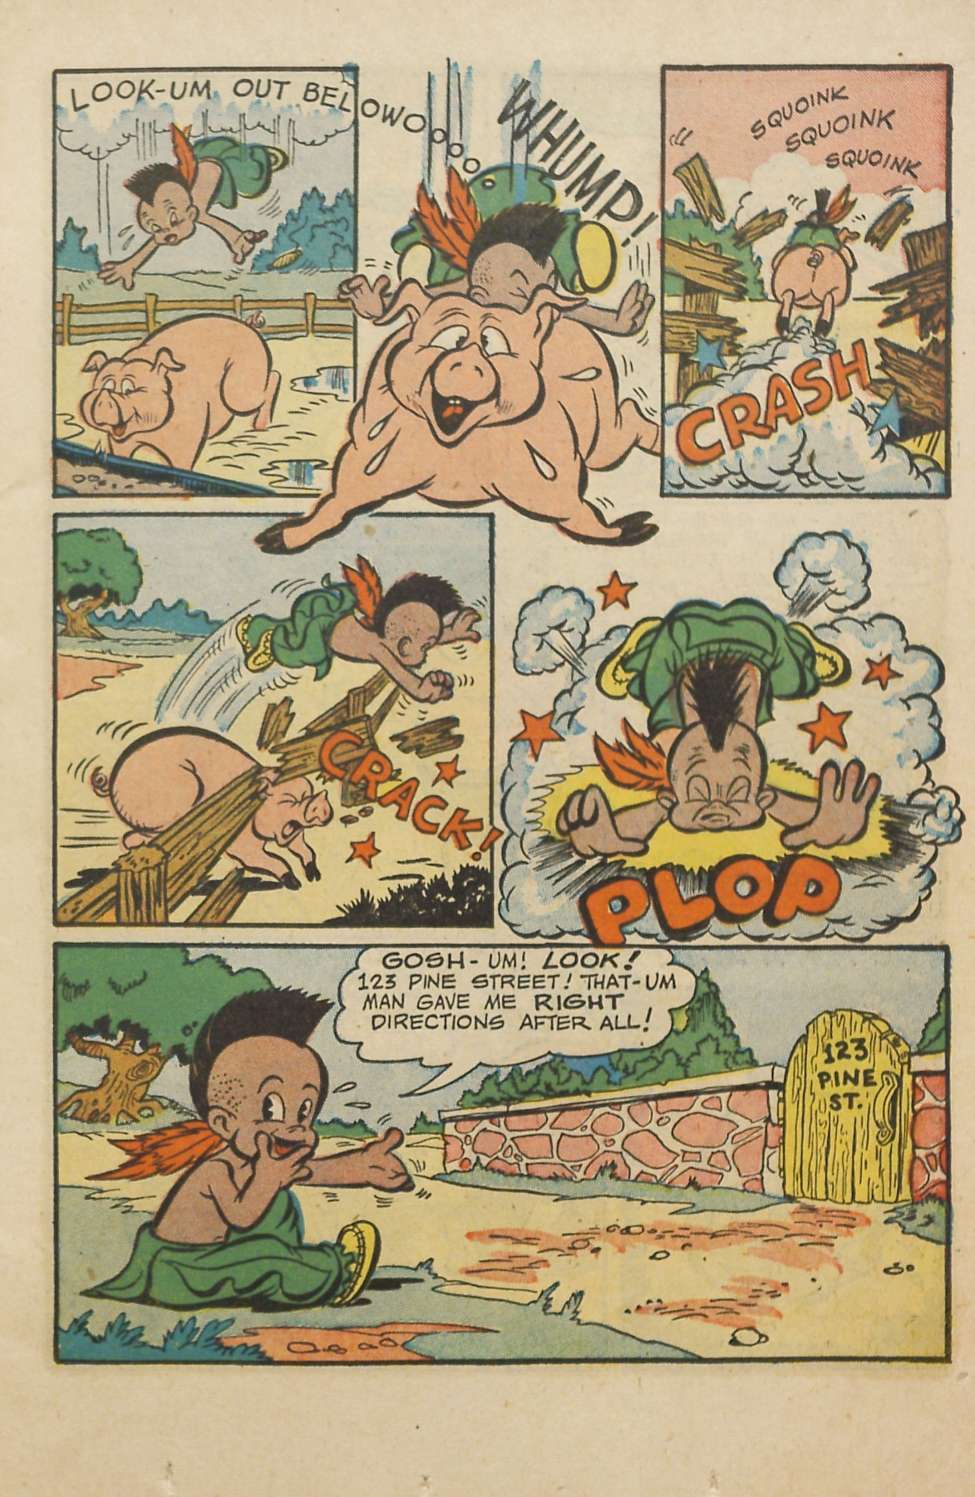 LOOK-UM OUT BELOWOoooooo
WHUMP!
SQUOINK
SQUOINK
SQUOINK
CRASH
CRACK!
PLOP
GOSH-UM! LOOK!
123 PINE STREET! THAT-UM
MAN GAVE ME RIGHT
DIRECTIONS AFTER ALL!
123
PINE
ST.